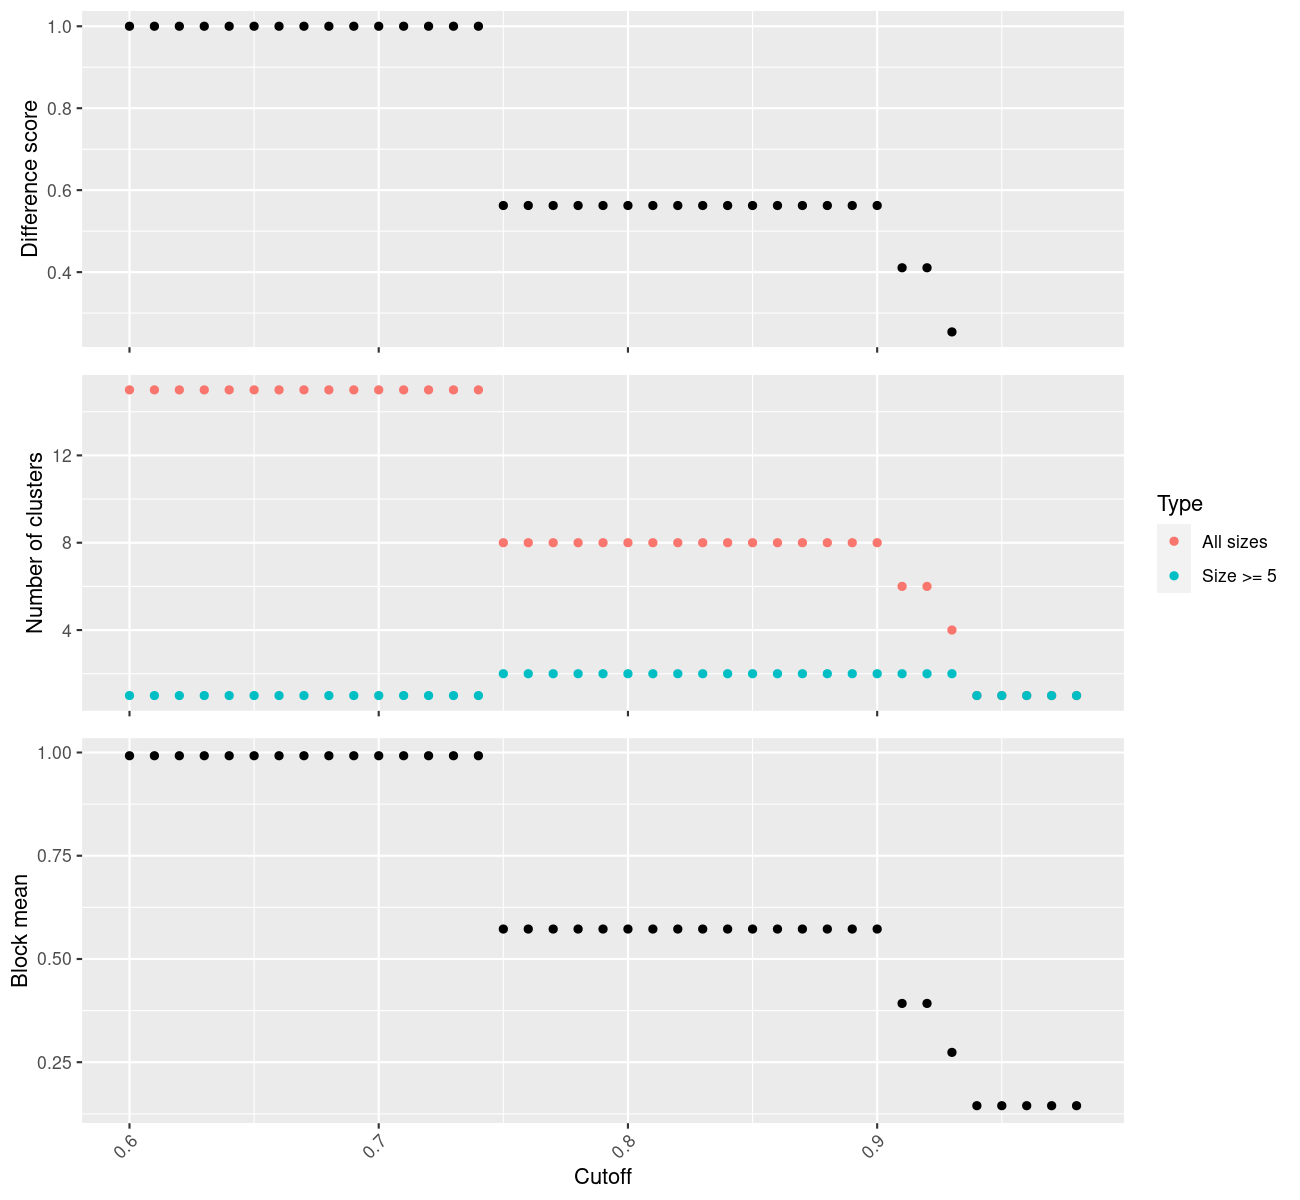 Difference score
1.0
0.8
0.6
0.4
Number of clusters
12
8
4
Type
All sizes
Size >= 5
Block mean
1.00
0.75
0.50
0.25
0.6
0.7
0.8
0.9
Cutoff